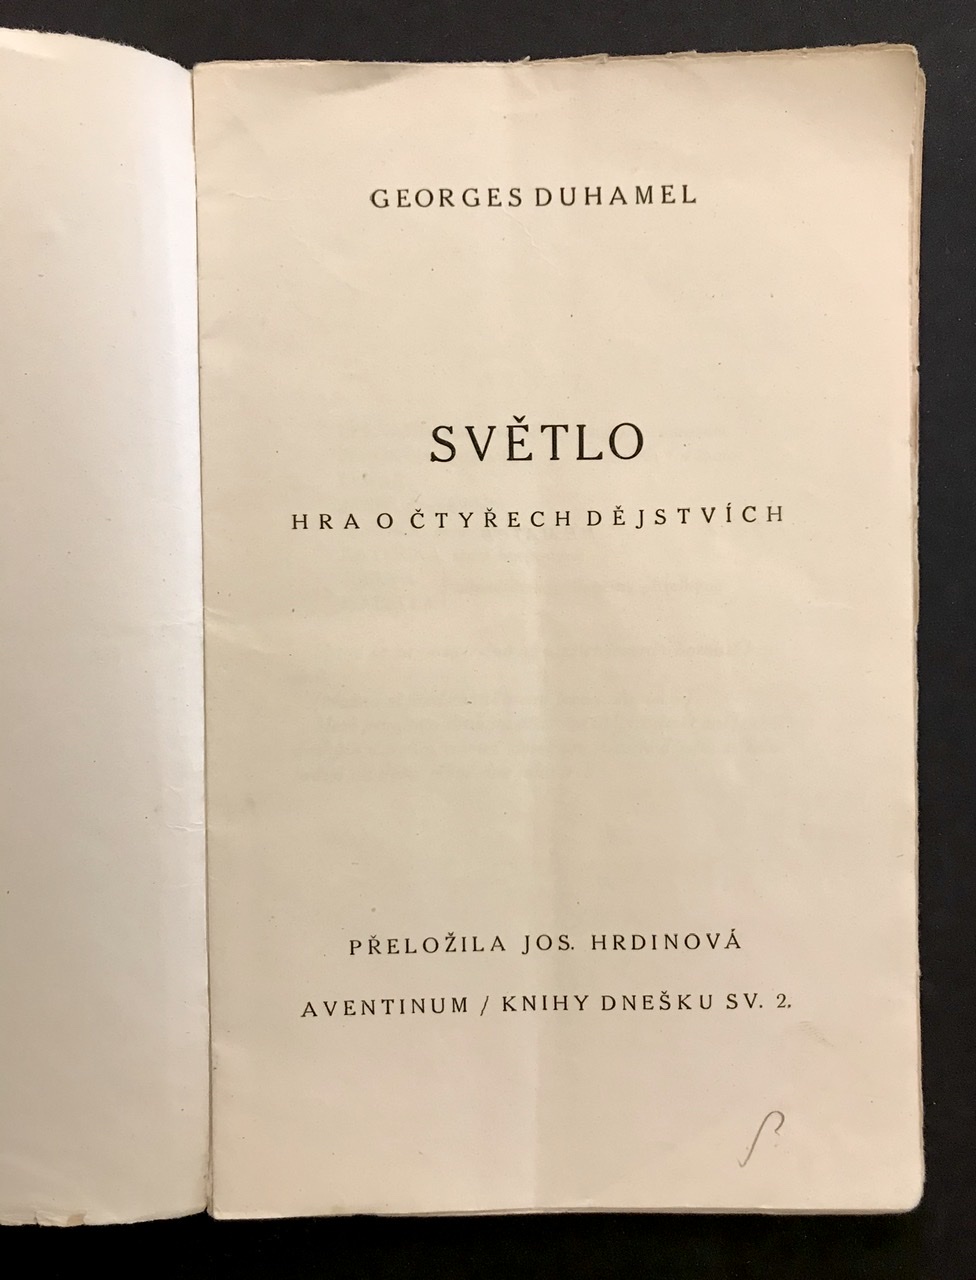 GEORGES DUHAMEL
SVĚTLO
HRA O ČTYŘECH DĚJSTVÍCH
PŘELOŽILA JOS. HRDINOVÁ
AVENTINUM / KNIHY DNEŠKU SV. 2.